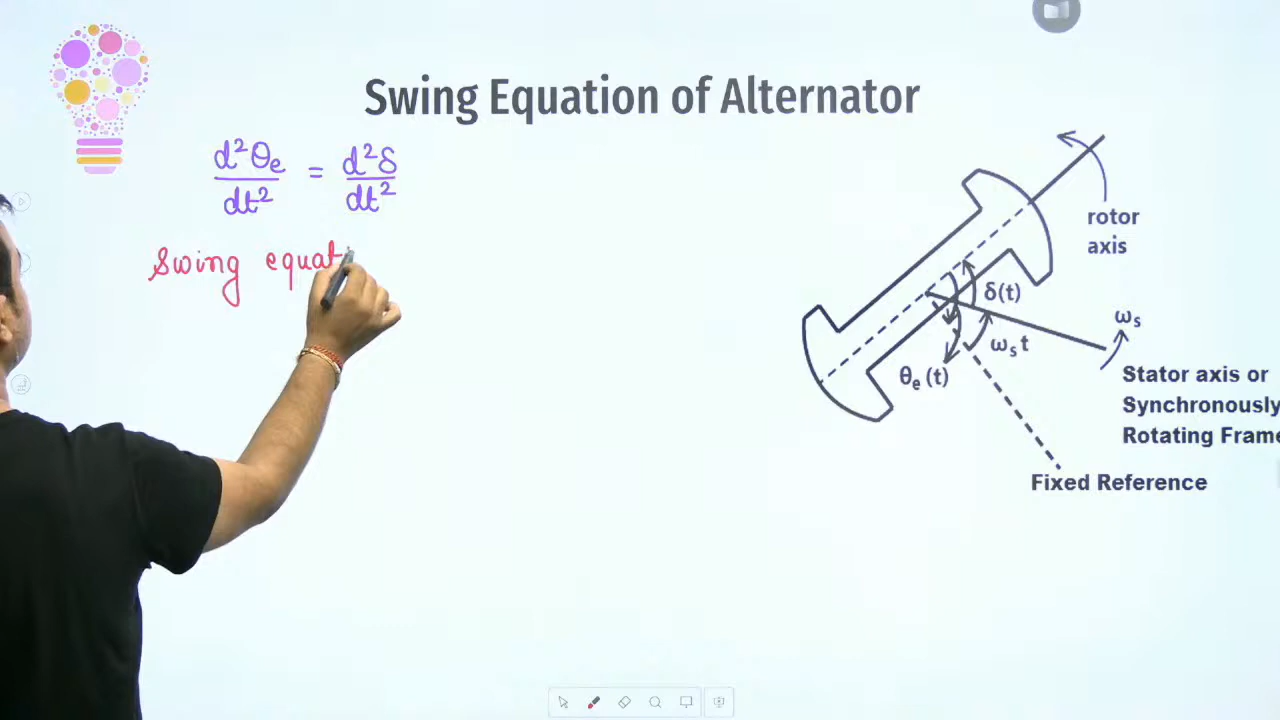 Swing Equation of Alternator
d²θe/dt² = d²δ/dt²
Swing equat
rotor
axis
δ(t)
ωs
ωs t
θe (t)
Stator axis or
Synchronously
Rotating Frame
Fixed Reference